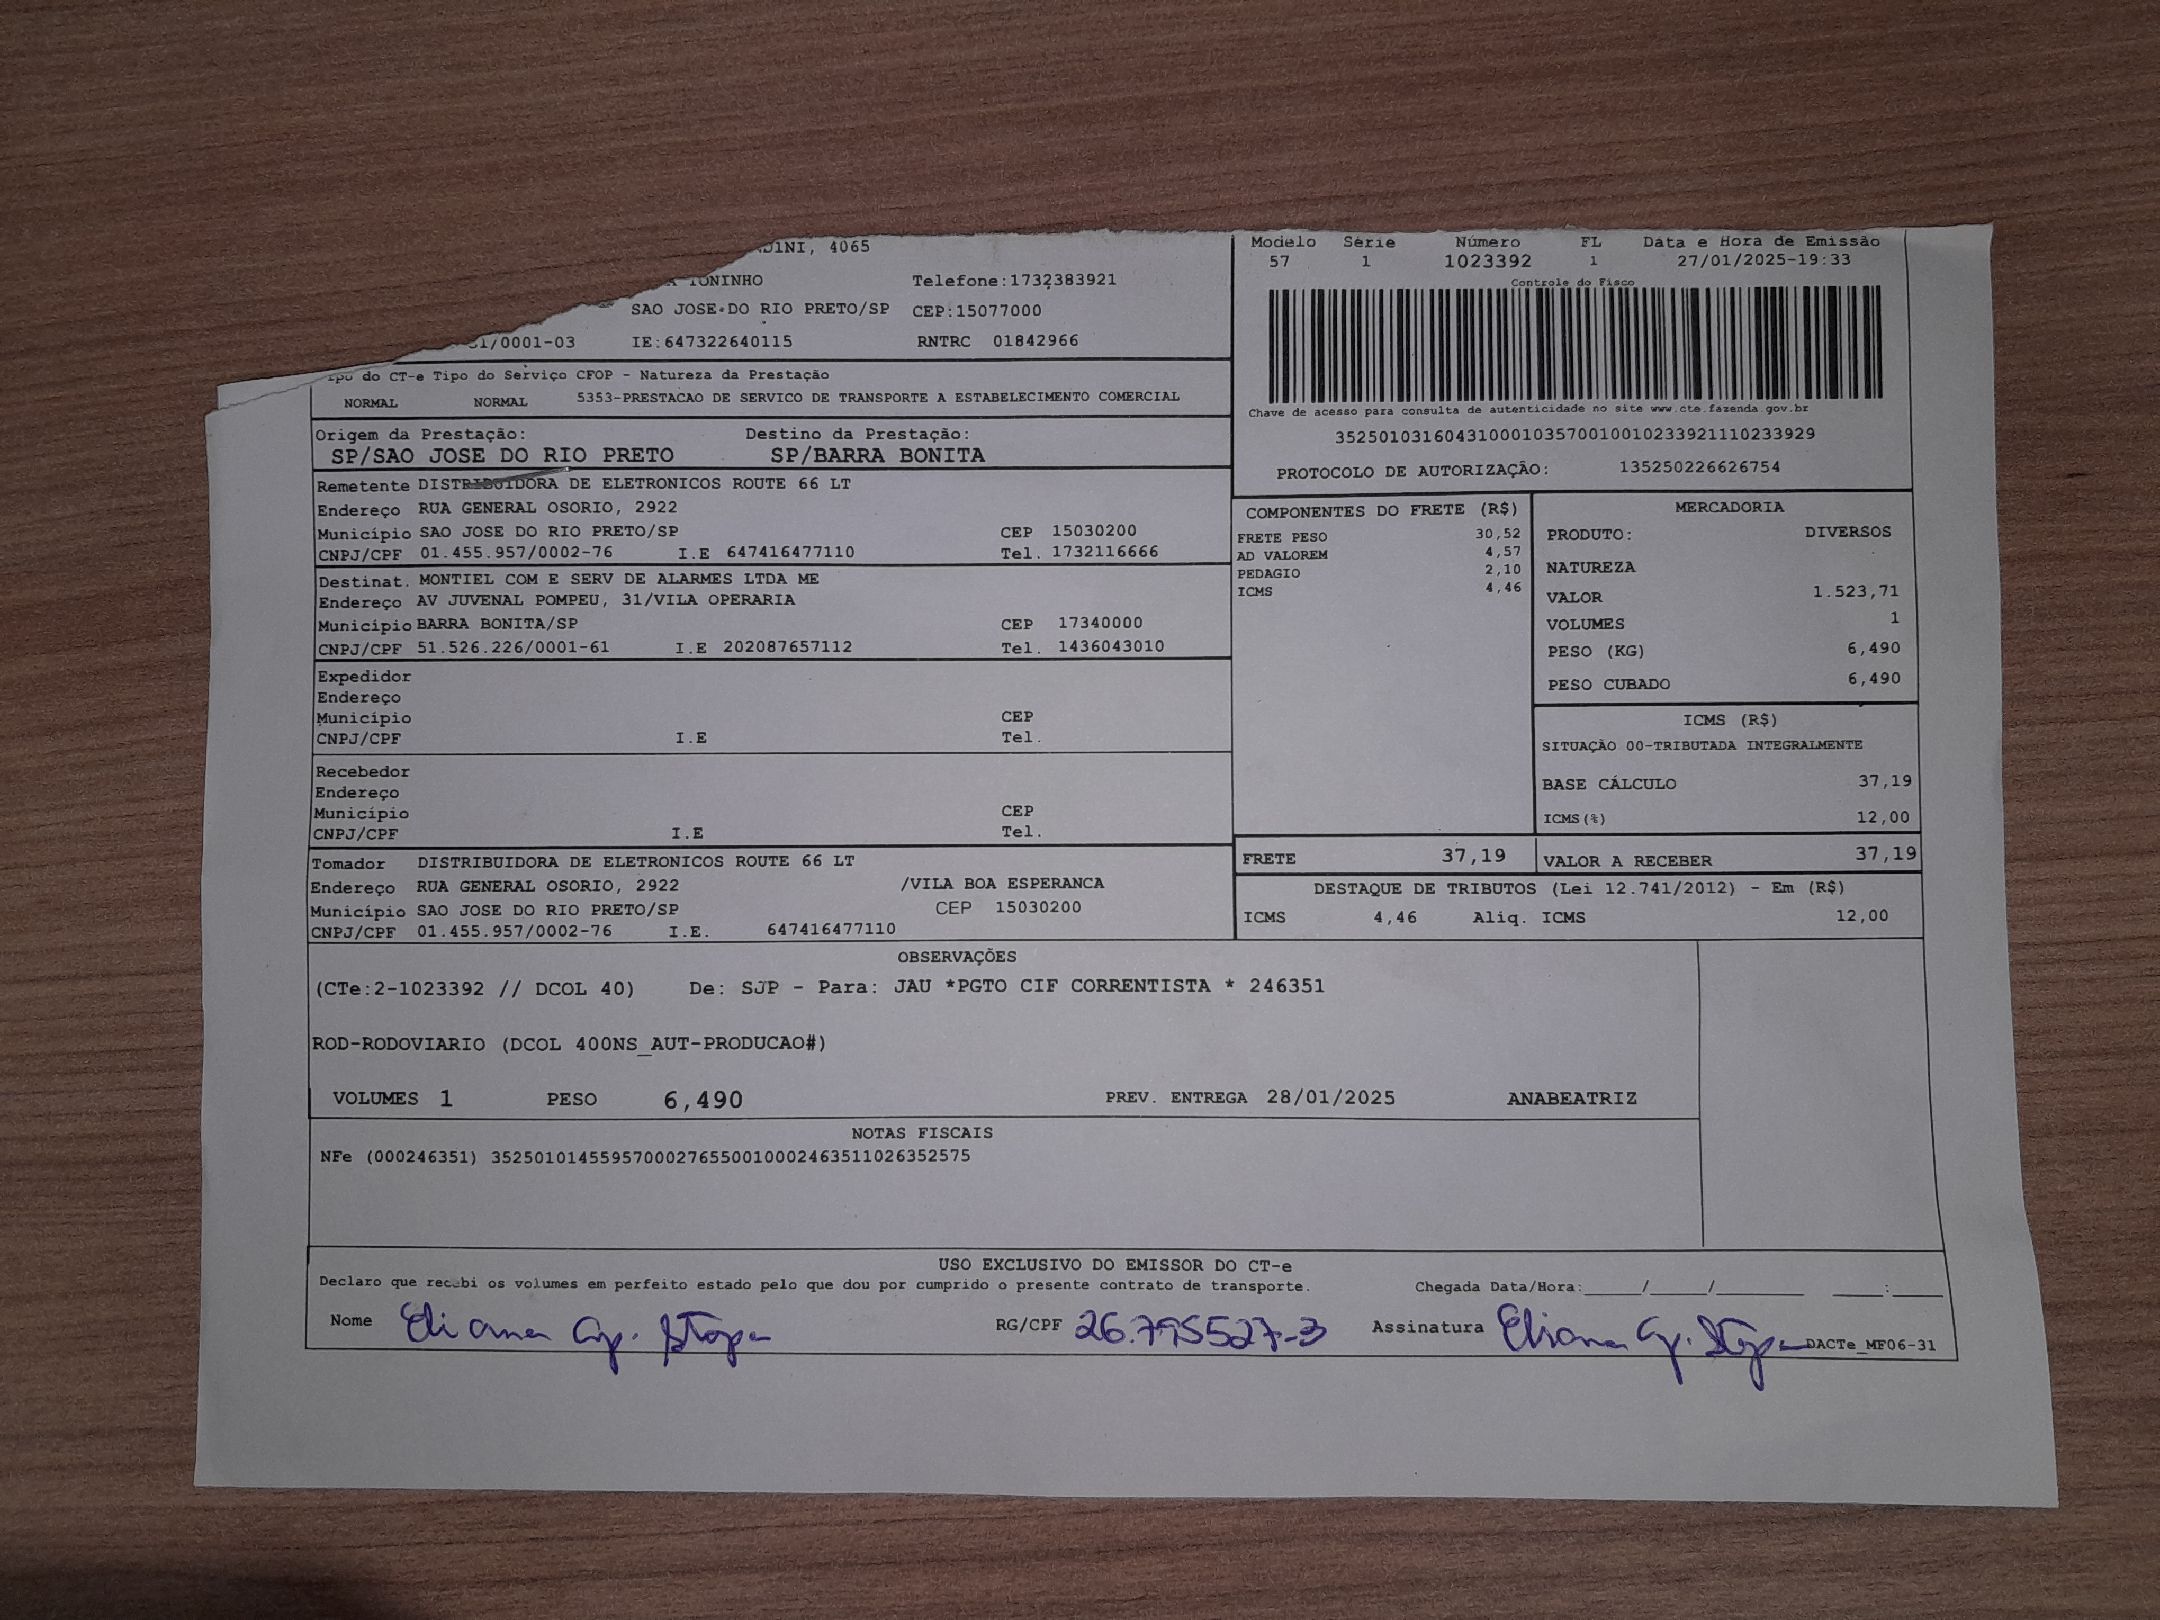 DINI, 4065
TONINHO Telefone:1732383921
SAO JOSE DO RIO PRETO/SP CEP:15077000
1/0001-03 IE:647322640115 RNTRC 01842966
Modelo Série Número FL Data e Hora de Emissão
57 1 1023392 1 27/01/2025-19:33
Controle do Fisco
Chave de acesso para consulta de autenticidade no site www.cte.fazenda.gov.br
35250103160431000103570010010233921110233929
PROTOCOLO DE AUTORIZAÇÃO: 135250226626754
ipo do CT-e Tipo do Serviço CFOP - Natureza da Prestação
NORMAL NORMAL 5353-PRESTACAO DE SERVICO DE TRANSPORTE A ESTABELECIMENTO COMERCIAL
Origem da Prestação: Destino da Prestação:
SP/SAO JOSE DO RIO PRETO SP/BARRA BONITA
Remetente DISTRIBUIDORA DE ELETRONICOS ROUTE 66 LT
Endereço RUA GENERAL OSORIO, 2922
Município SAO JOSE DO RIO PRETO/SP CEP 15030200
CNPJ/CPF 01.455.957/0002-76 I.E 647416477110 Tel. 1732116666
Destinat. MONTIEL COM E SERV DE ALARMES LTDA ME
Endereço AV JUVENAL POMPEU, 31/VILA OPERARIA
Município BARRA BONITA/SP CEP 17340000
CNPJ/CPF 51.526.226/0001-61 I.E 202087657112 Tel. 1436043010
Expedidor
Endereço
Município CEP
CNPJ/CPF I.E Tel.
Recebedor
Endereço
Município CEP
CNPJ/CPF I.E Tel.
Tomador DISTRIBUIDORA DE ELETRONICOS ROUTE 66 LT
Endereço RUA GENERAL OSORIO, 2922 /VILA BOA ESPERANCA
Município SAO JOSE DO RIO PRETO/SP CEP 15030200
CNPJ/CPF 01.455.957/0002-76 I.E. 647416477110
COMPONENTES DO FRETE (R$)
FRETE PESO 30,52
AD VALOREM 4,57
PEDAGIO 2,10
ICMS 4,46
MERCADORIA
PRODUTO: DIVERSOS
NATUREZA
VALOR 1.523,71
VOLUMES 1
PESO (KG) 6,490
PESO CUBADO 6,490
ICMS (R$)
SITUAÇÃO 00-TRIBUTADA INTEGRALMENTE
BASE CÁLCULO 37,19
ICMS(%) 12,00
FRETE 37,19 VALOR A RECEBER 37,19
DESTAQUE DE TRIBUTOS (Lei 12.741/2012) - Em (R$)
ICMS 4,46 Aliq. ICMS 12,00
OBSERVAÇÕES
(CTe:2-1023392 // DCOL 40) De: SJP - Para: JAU *PGTO CIF CORRENTISTA * 246351
ROD-RODOVIARIO (DCOL 400NS_AUT-PRODUCAO#)
VOLUMES 1 PESO 6,490 PREV. ENTREGA 28/01/2025 ANABEATRIZ
NOTAS FISCAIS
NFe (000246351) 35250101455957000276550010002463511026352575
USO EXCLUSIVO DO EMISSOR DO CT-e
Declaro que recebi os volumes em perfeito estado pelo que dou por cumprido o presente contrato de transporte. Chegada Data/Hora:_____/_____/________ _____:_____
Nome Eliana Ap. RG/CPF 26.795527-3 Assinatura Eliana Ap. DACTe_MF06-31